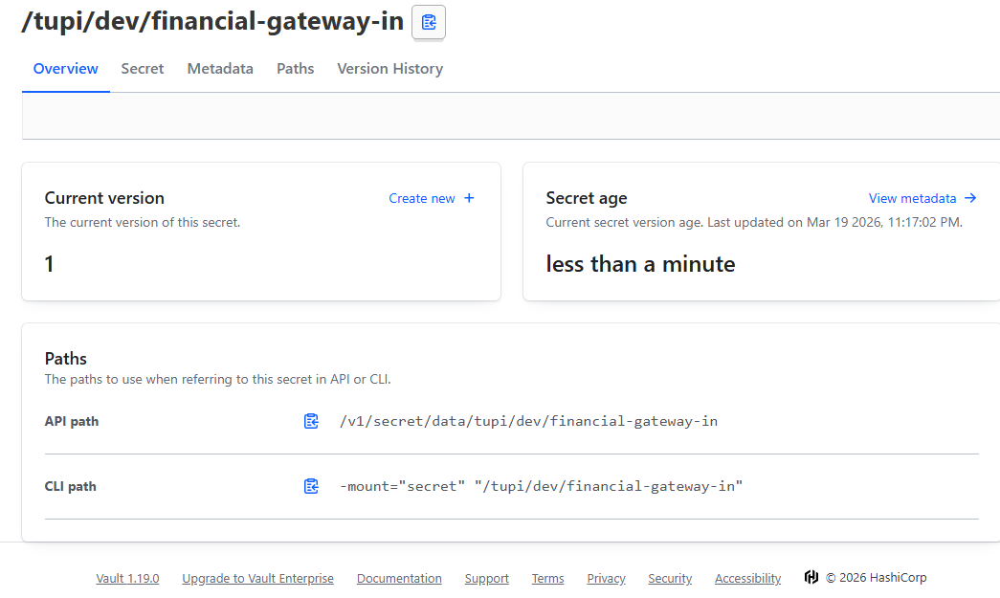 /tupi/dev/financial-gateway-in
Overview Secret Metadata Paths Version History
Current version Create new +
The current version of this secret.
1
Secret age View metadata →
Current secret version age. Last updated on Mar 19 2026, 11:17:02 PM.
less than a minute
Paths
The paths to use when referring to this secret in API or CLI.
API path /v1/secret/data/tupi/dev/financial-gateway-in
CLI path -mount="secret" "/tupi/dev/financial-gateway-in"
Vault 1.19.0 Upgrade to Vault Enterprise Documentation Support Terms Privacy Security Accessibility © 2026 HashiCorp